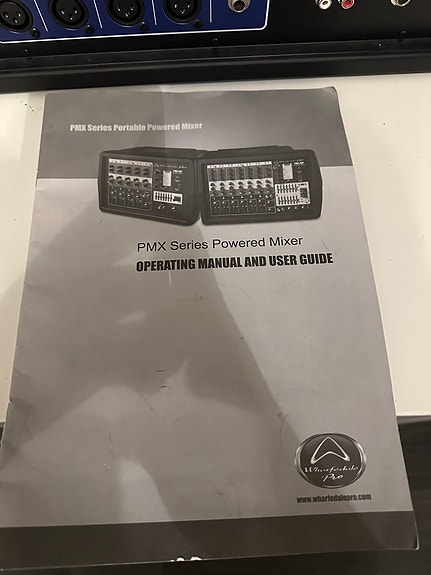 PMX Series Portable Powered Mixer
PMX Series Powered Mixer
OPERATING MANUAL AND USER GUIDE
Wharfedale
Pro
www.wharfedalepro.com